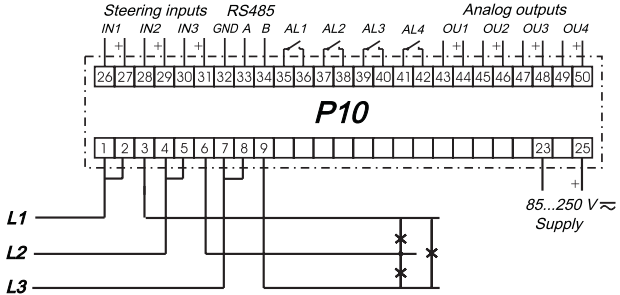 Steering inputs RS485 Analog outputs
IN1 + IN2 + IN3 + GND A B AL1 AL2 AL3 AL4 OU1 + OU2 + OU3 + OU4 +
26 27 28 29 30 31 32 33 34 35 36 37 38 39 40 41 42 43 44 45 46 47 48 49 50
P10
1 2 3 4 5 6 7 8 9 23 25
+
L1
85...250 V
Supply
L2
L3